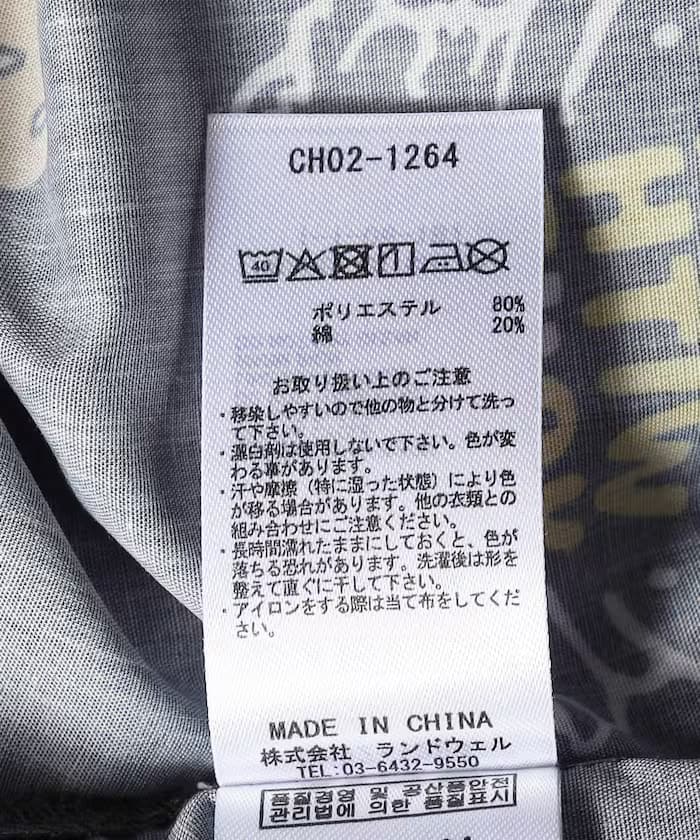 CH02-1264
40
ポリエステル 80%
綿 20%
お取り扱い上のご注意
・移染しやすいので他の物と分けて洗っ
て下さい。
・漂白剤は使用しないで下さい。色が変
わる事があります。
・汗や摩擦（特に湿った状態）により色
が移る場合があります。他の衣類との
組み合わせにご注意ください。
・長時間濡れたままにしておくと、色が
落ちる恐れがあります。洗濯後は形を
整えて直ぐに干して下さい。
・アイロンをする際は当て布をしてくだ
さい。
MADE IN CHINA
株式会社 ランドウェル
TEL:03-6432-9550
품질경영 및 공산품안전
관리법에 의한 품질표시